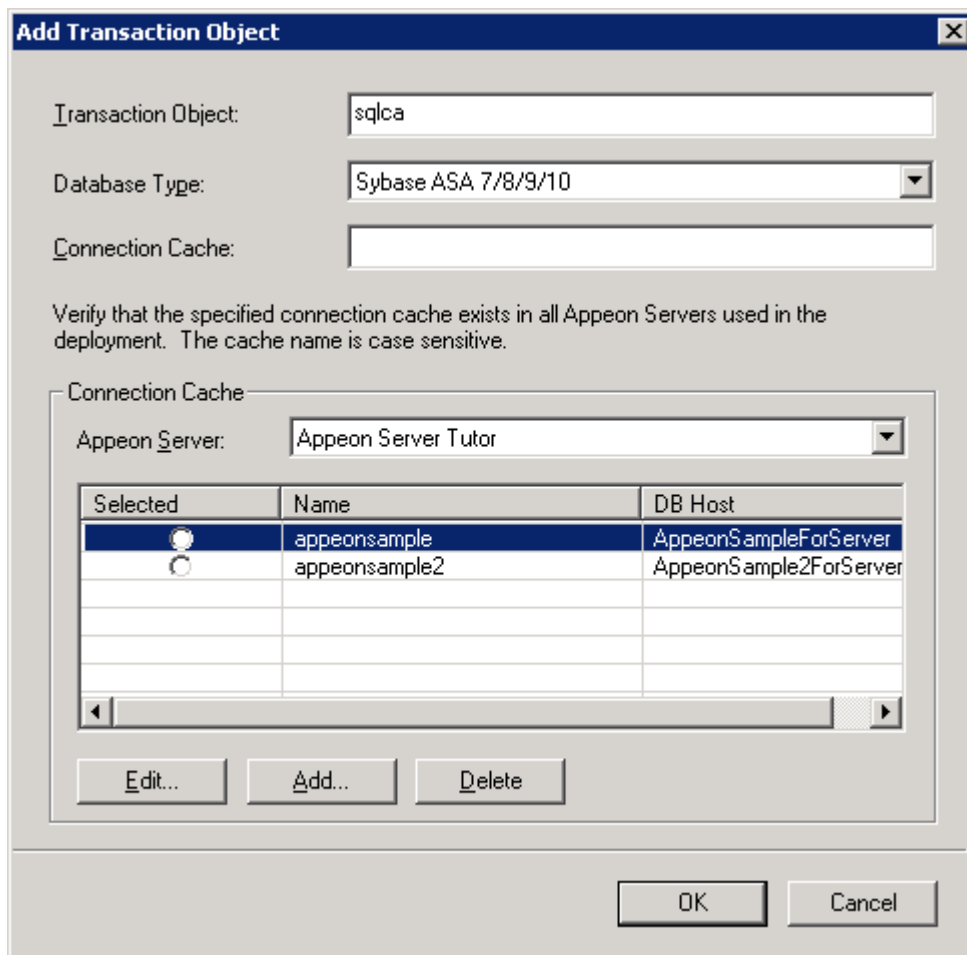 Add Transaction Object
Transaction Object: sqlca
Database Type: Sybase ASA 7/8/9/10
Connection Cache:
Verify that the specified connection cache exists in all Appeon Servers used in the
deployment. The cache name is case sensitive.
Connection Cache
Appeon Server: Appeon Server Tutor
Selected Name DB Host
appeonsample AppeonSampleForServer
appeonsample2 AppeonSample2ForServer
Edit... Add... Delete
OK Cancel